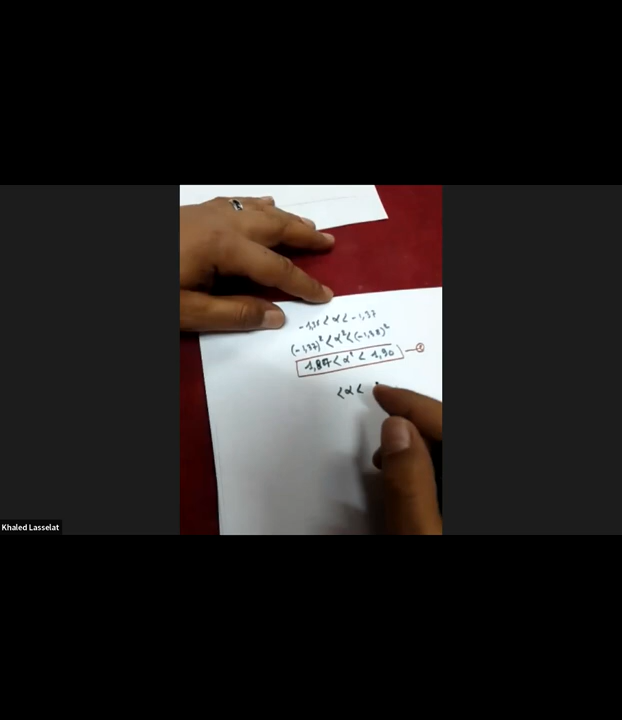 -1,38 < α < -1,37
(-1,37)² < α² < (-1,38)²
1,87 < α² < 1,90
< α <
Khaled Lasselat